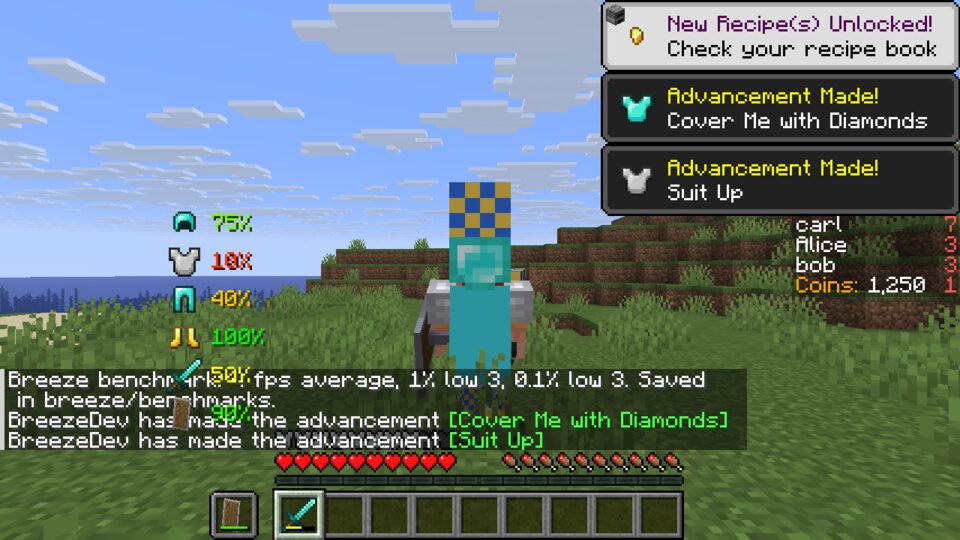 New Recipe(s) Unlocked!
Check your recipe book
Advancement Made!
Cover Me with Diamonds
Advancement Made!
Suit Up
carl 7
Alice 3
bob 3
Coins: 1,250 1
75%
10%
40%
100%
50%
90%
Breeze fps average, 1% low 3, 0.1% low 3. Saved
in breeze/benchmarks.
BreezeDev has made the advancement [Cover Me with Diamonds]
BreezeDev has made the advancement [Suit Up]